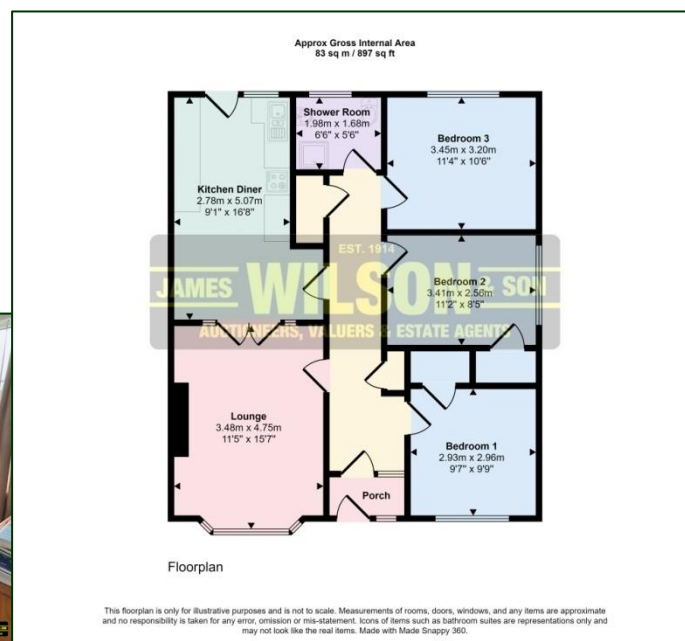 Approx Gross Internal Area
83 sq m / 897 sq ft
Shower Room
1.98m x 1.68m
6'6" x 5'6"
Bedroom 3
3.45m x 3.20m
11'4" x 10'6"
Kitchen Diner
2.78m x 5.07m
9'1" x 16'8"
EST. 1914
JAMES WILSON & SON
AUCTIONEERS, VALUERS & ESTATE AGENTS
Bedroom 2
3.41m x 2.56m
11'2" x 8'5"
Lounge
3.48m x 4.75m
11'5" x 15'7"
Bedroom 1
2.93m x 2.96m
9'7" x 9'9"
Porch
Floorplan
This floorplan is only for illustrative purposes and is not to scale. Measurements of rooms, doors, windows, and any items are approximate
and no responsibility is taken for any error, omission or mis-statement. Icons of items such as bathroom suites are representations only and
may not look like the real items. Made with Made Snappy 360.